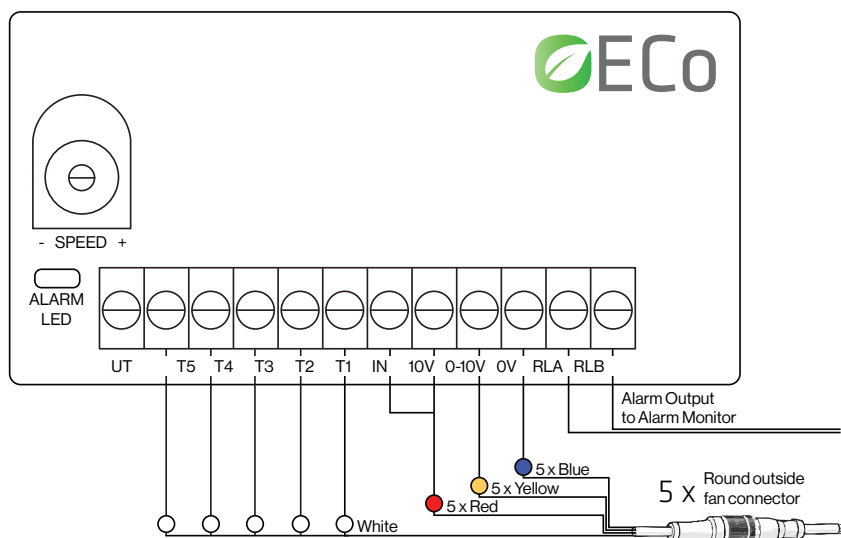 ECo
- SPEED +
ALARM
LED
UT T5 T4 T3 T2 T1 IN 10V 0-10V 0V RLA RLB
Alarm Output
to Alarm Monitor
5 x Blue
5 x Yellow
5 x Red
White
5 x Round outside
fan connector